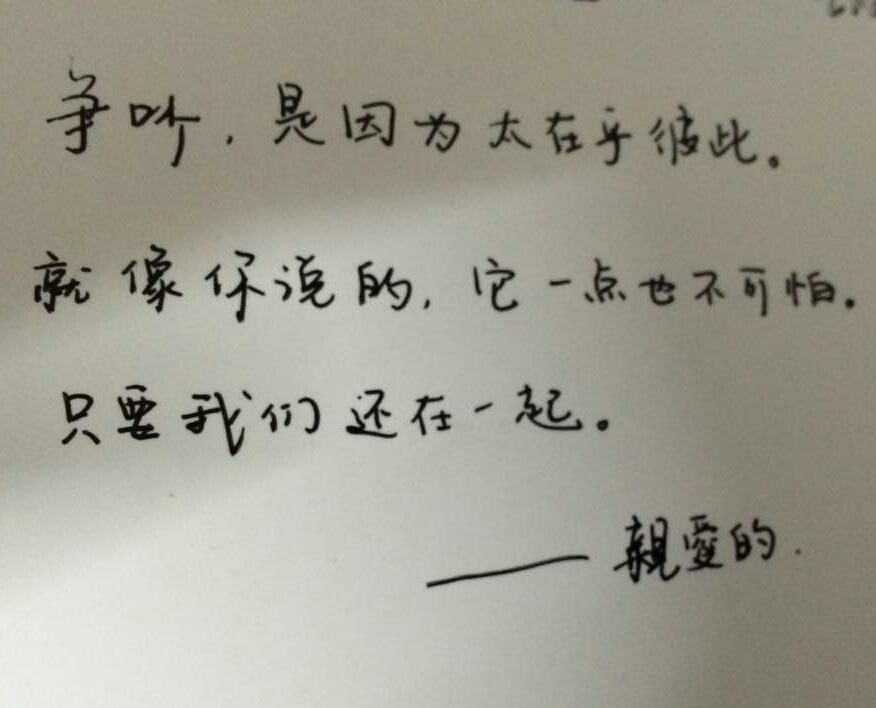 争吵，是因为太在乎彼此。
就像你说的，它一点也不可怕。
只要我们还在一起。
——親愛的.